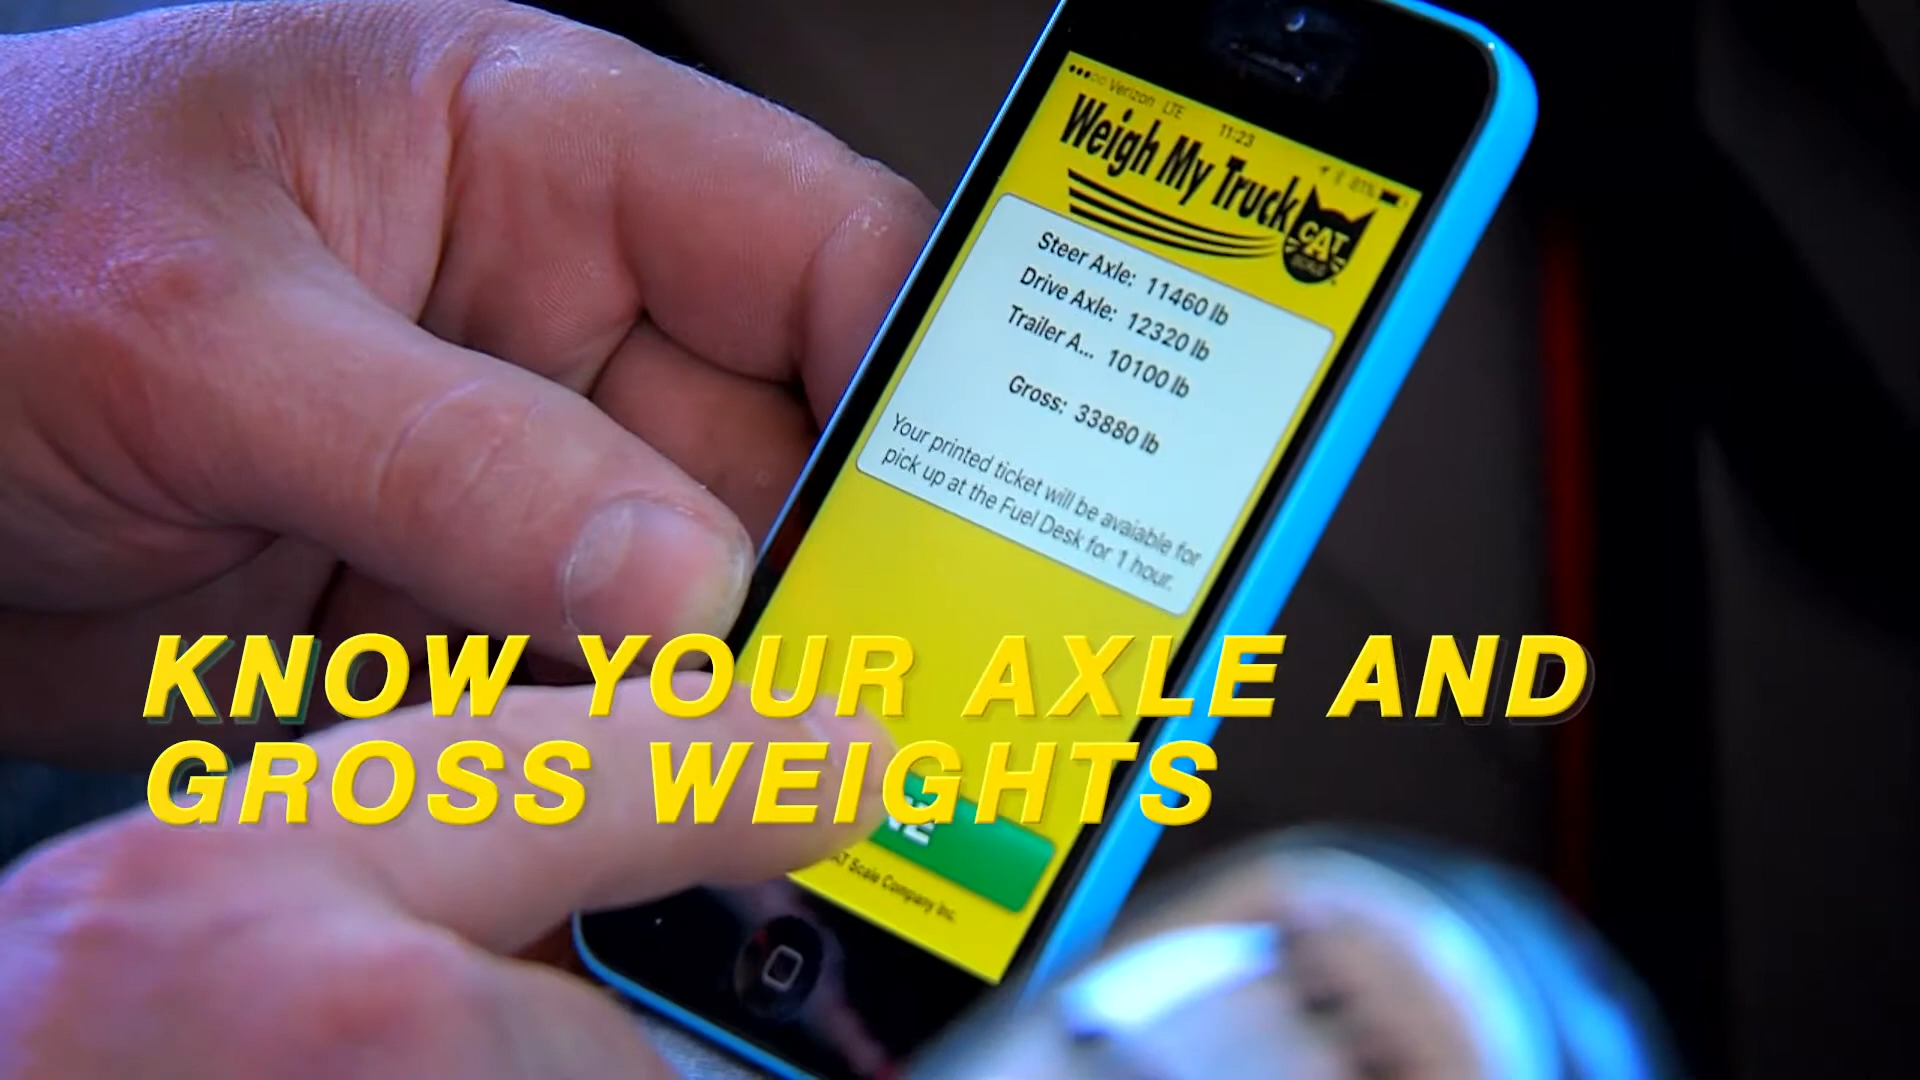 ●●●○○ Verizon LTE 11:23 81%
Weigh My Truck
CAT
SCALE
Steer Axle: 11460 lb
Drive Axle: 12320 lb
Trailer A... 10100 lb
Gross: 33880 lb
Your printed ticket will be avaiable for
pick up at the Fuel Desk for 1 hour.
KNOW YOUR AXLE AND
GROSS WEIGHTS
Scale Company Inc.